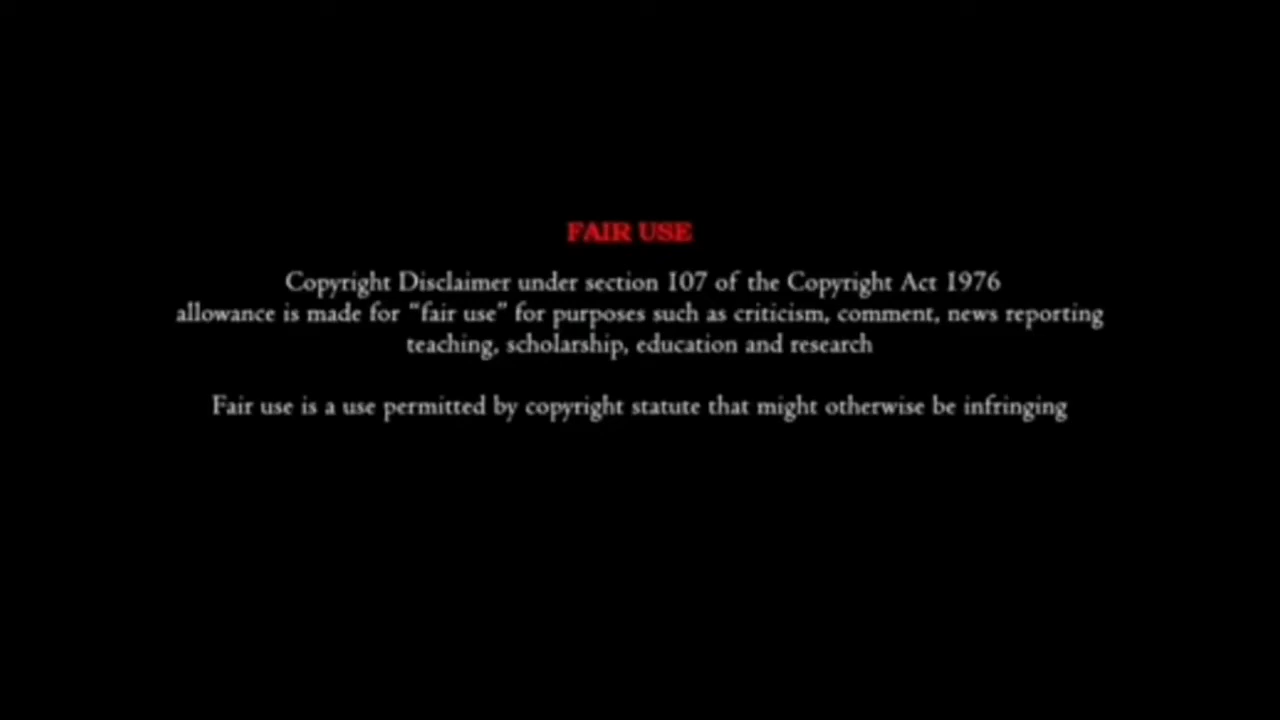 FAIR USE
Copyright Disclaimer under section 107 of the Copyright Act 1976
allowance is made for “fair use” for purposes such as criticism, comment, news reporting
teaching, scholarship, education and research
Fair use is a use permitted by copyright statute that might otherwise be infringing